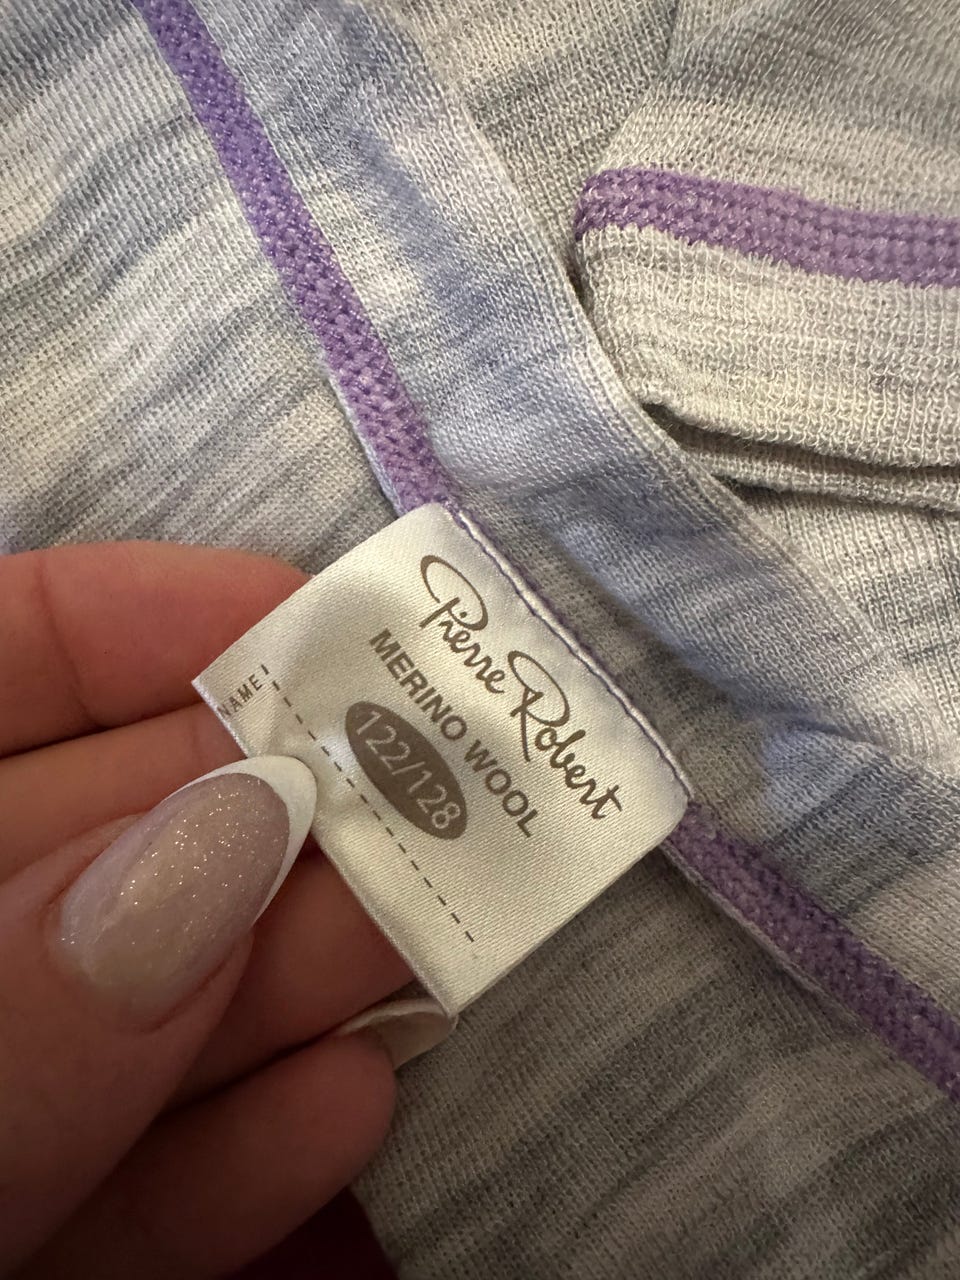 Pierre Robert
MERINO WOOL
122/128
NAME